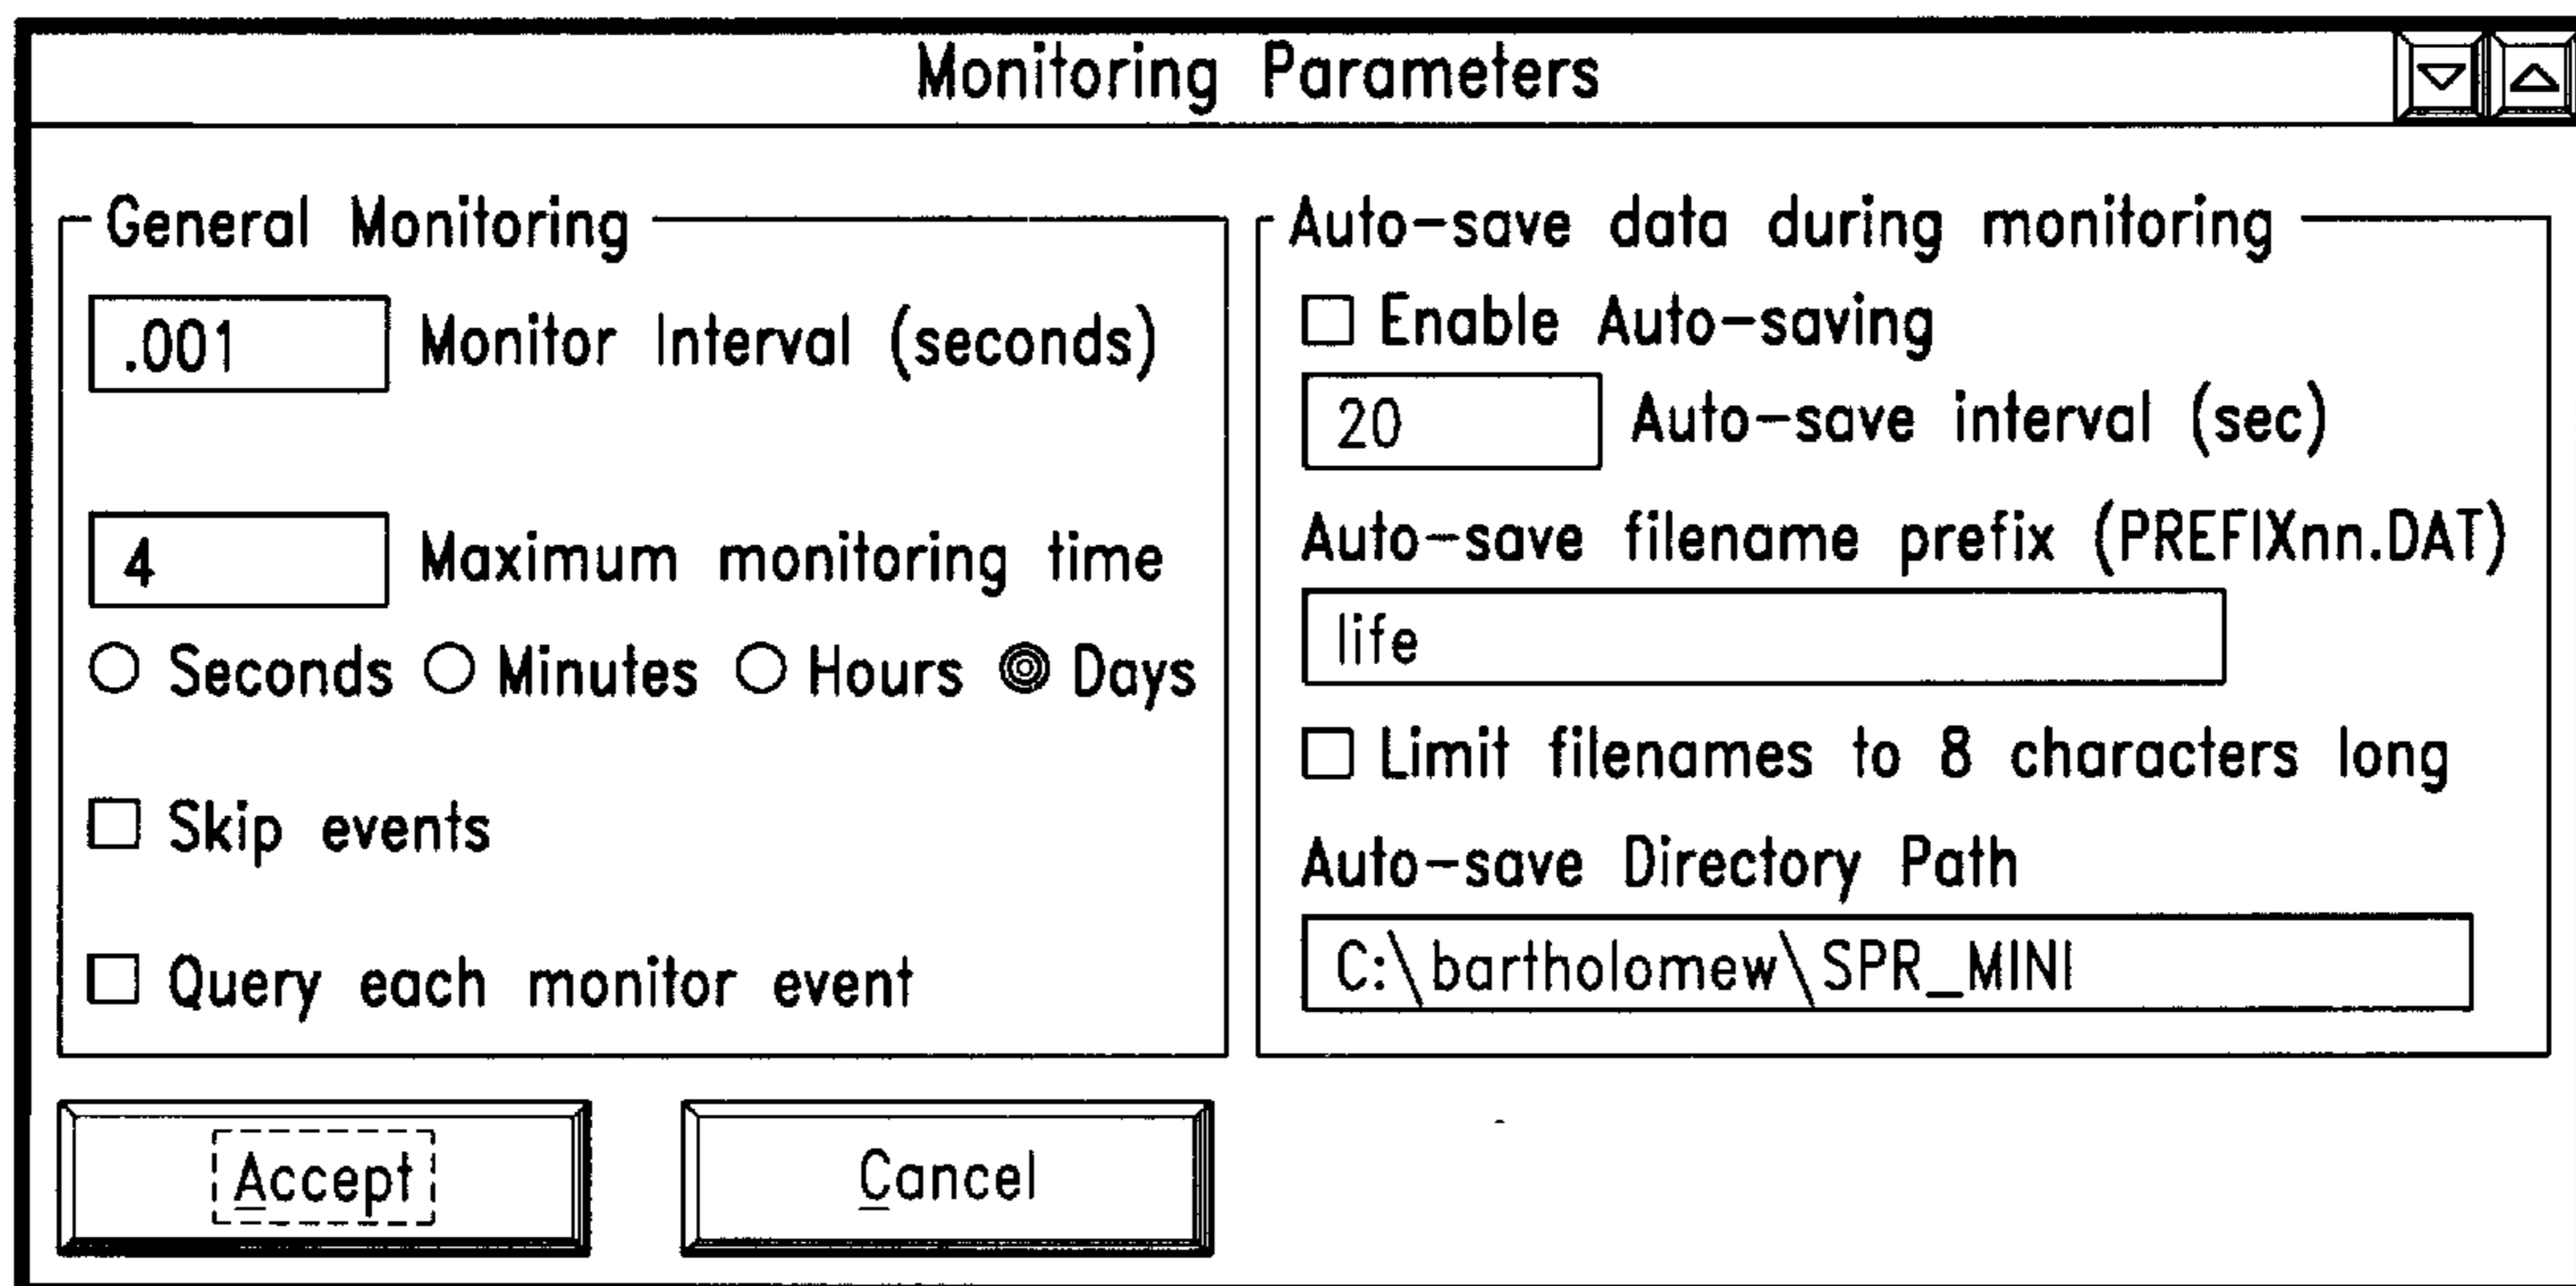 Monitoring Parameters
General Monitoring
.001 Monitor Interval (seconds)
4 Maximum monitoring time
Seconds Minutes Hours Days
Skip events
Query each monitor event
Auto-save data during monitoring
Enable Auto-saving
20 Auto-save interval (sec)
Auto-save filename prefix (PREFIXnn.DAT)
life
Limit filenames to 8 characters long
Auto-save Directory Path
C:\bartholomew\SPR_MINI
Accept Cancel